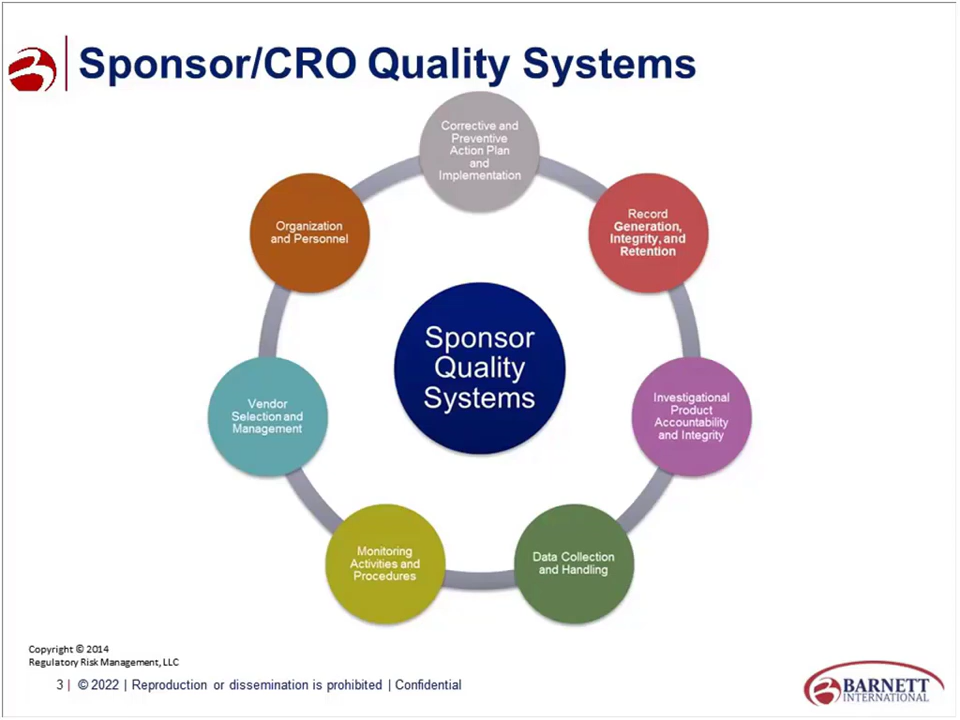 Sponsor/CRO Quality Systems
Corrective and
Preventive
Action Plan
and
Implementation
Record
Generation,
Integrity, and
Retention
Investigational
Product
Accountability
and Integrity
Data Collection
and Handling
Monitoring
Activities and
Procedures
Vendor
Selection and
Management
Organization
and Personnel
Sponsor
Quality
Systems
Copyright © 2014
Regulatory Risk Management, LLC
3 | © 2022 | Reproduction or dissemination is prohibited | Confidential
BARNETT
INTERNATIONAL